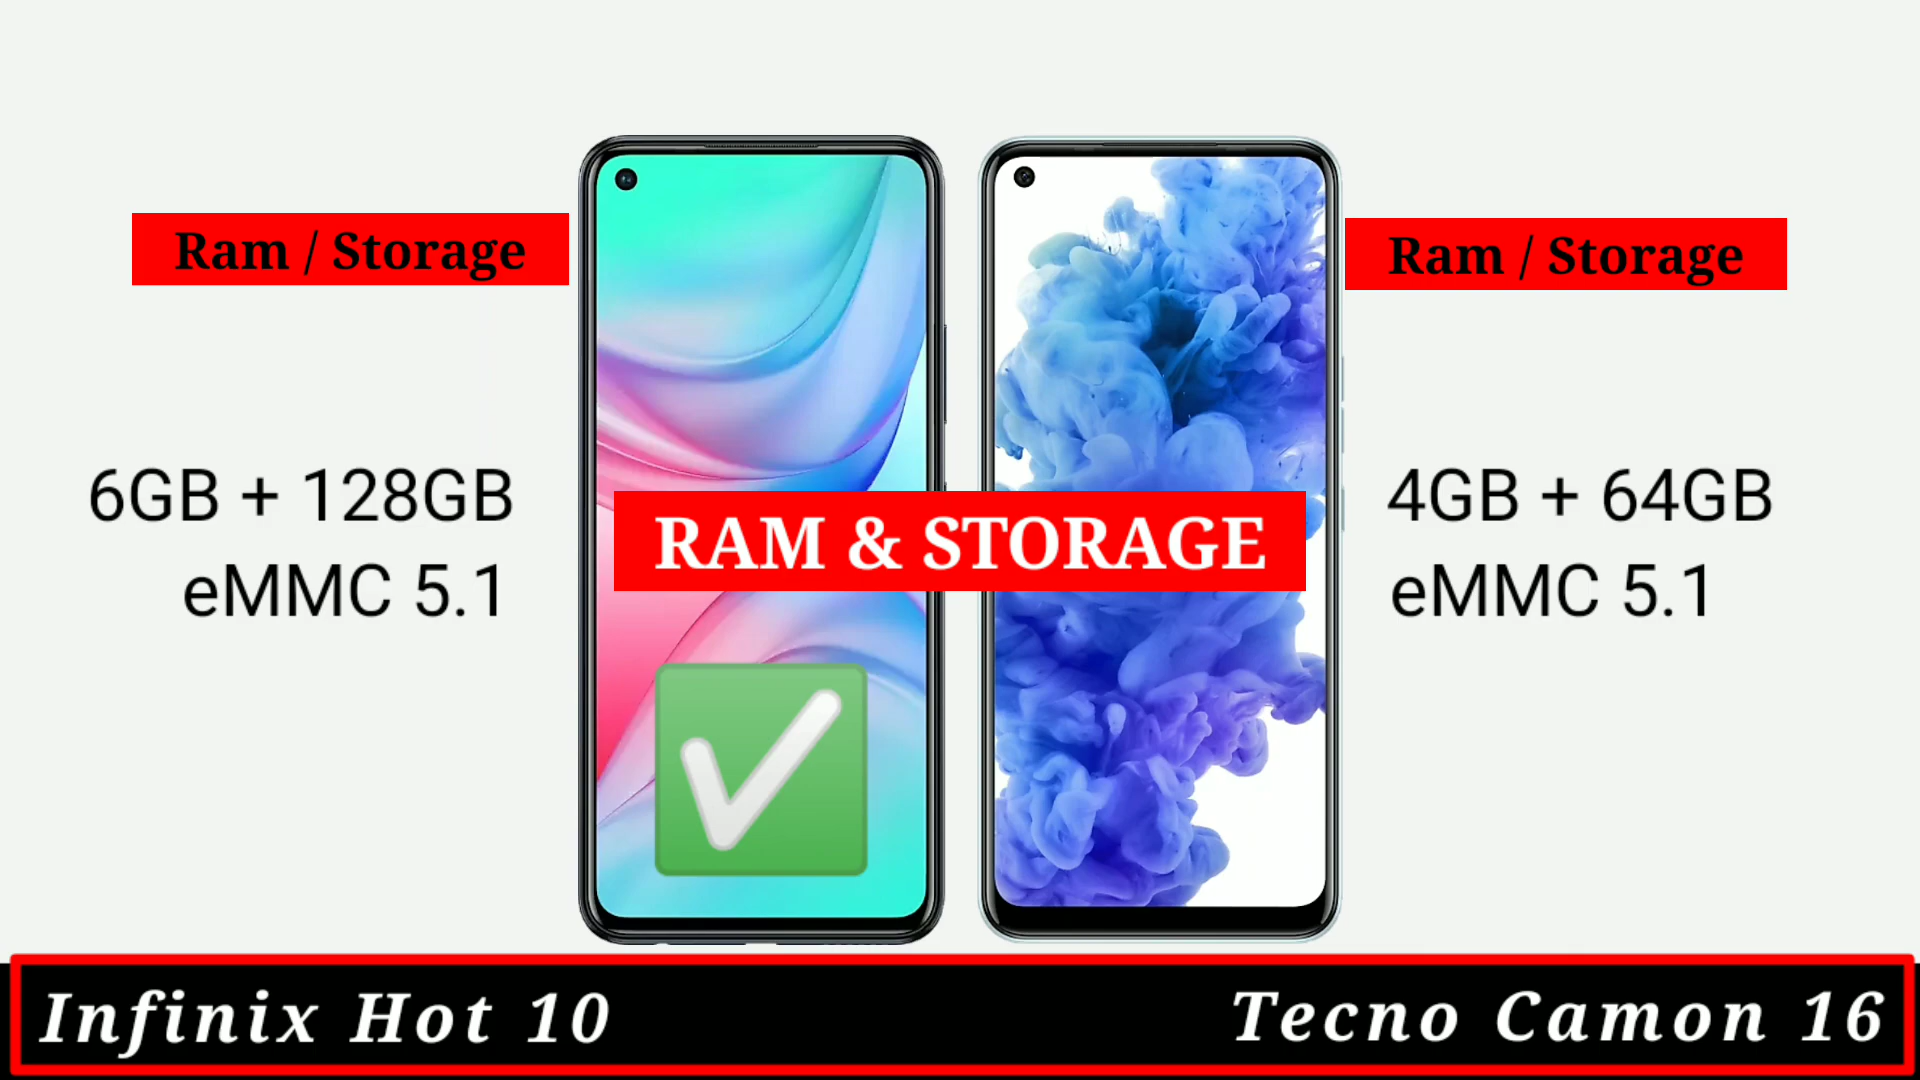 Ram / Storage
6GB + 128GB
eMMC 5.1
RAM & STORAGE
Ram / Storage
4GB + 64GB
eMMC 5.1
Infinix Hot 10
Tecno Camon 16